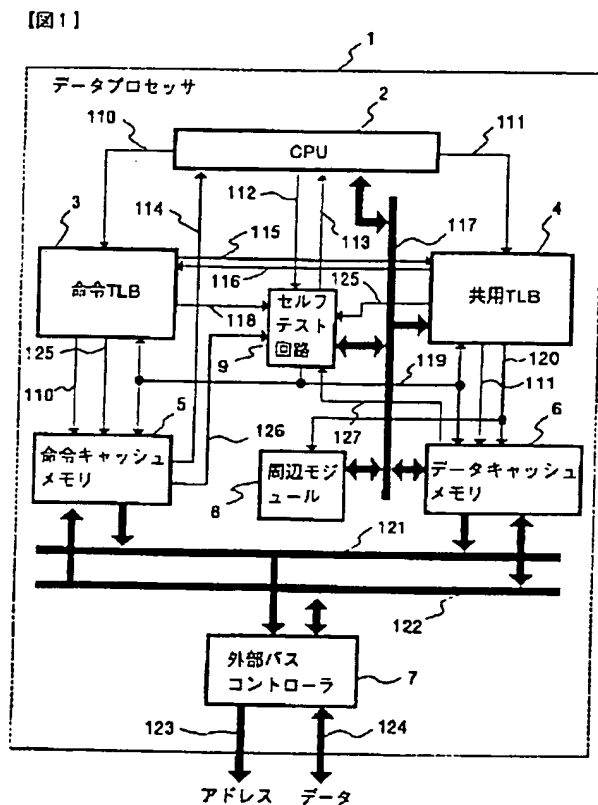 【図1】
1
データプロセッサ
2
110
CPU
111
112
114
113
3
115
117
4
116
命令TLB
125
共用TLB
118
セルフ
テスト
回路
125
9
119
120
110
111
5
126
127
6
命令キャッシュ
メモリ
周辺モジ
ュール
データキャッシュ
メモリ
8
121
122
外部バス
コントローラ
7
123
124
アドレス データ